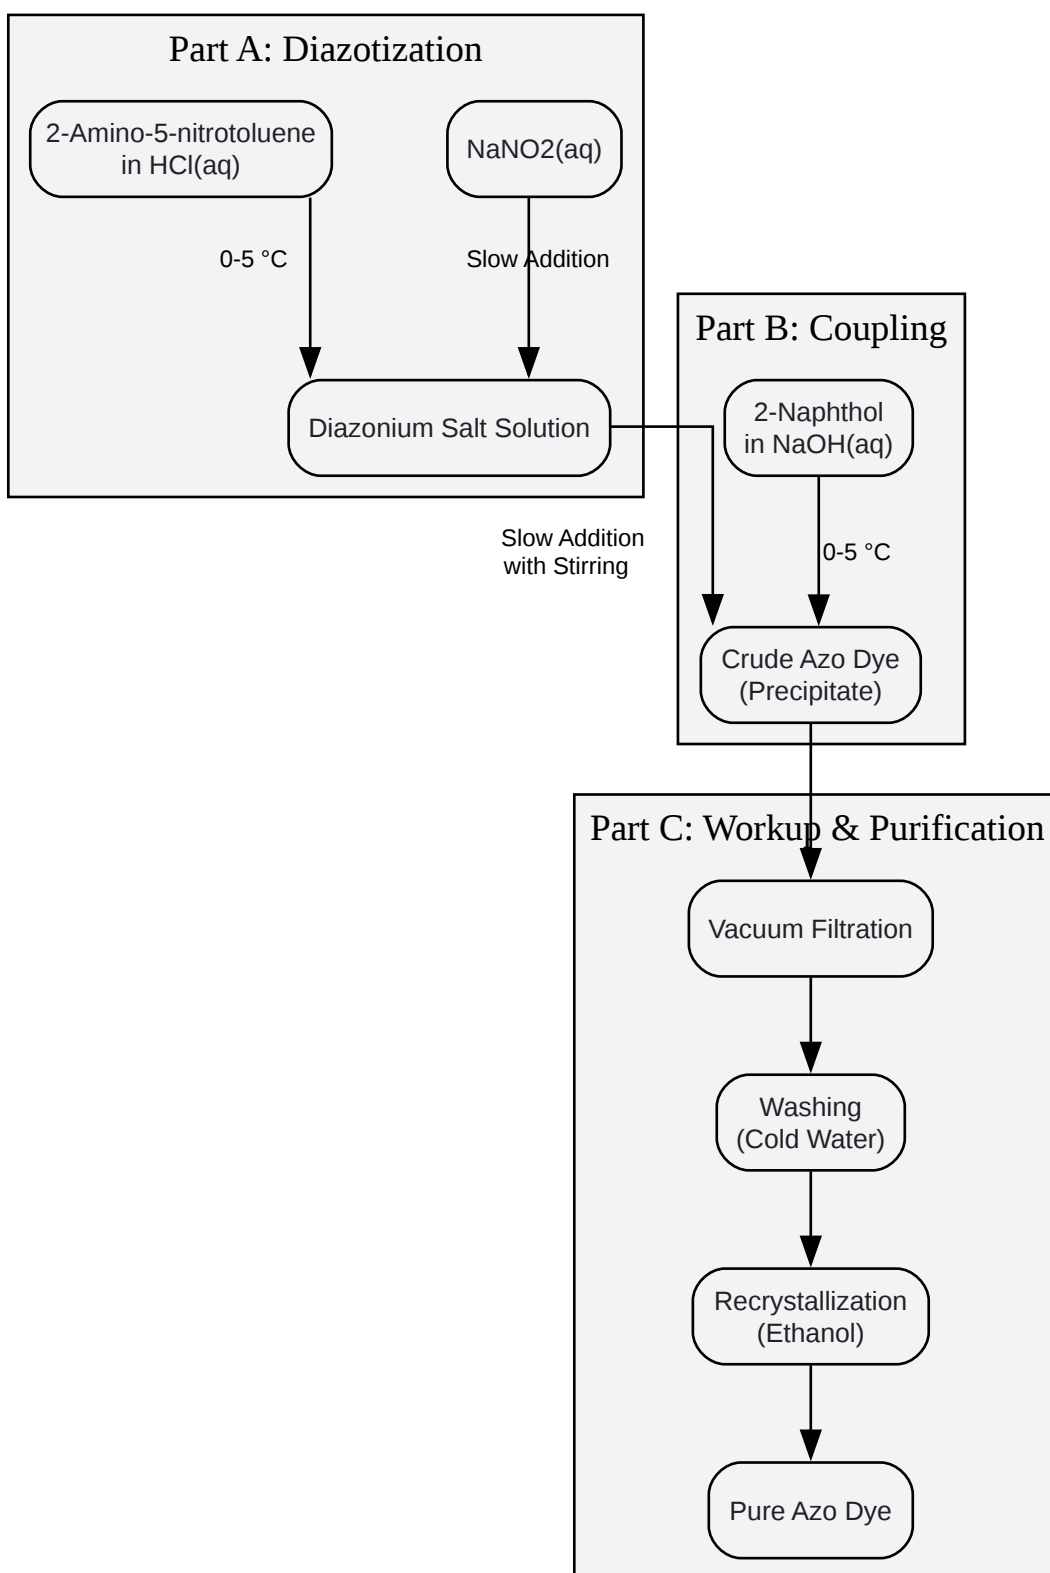 Part A: Diazotization
2-Amino-5-nitrotoluene
in HCl(aq)
NaNO2(aq)
0-5 °C
Slow Addition
Diazonium Salt Solution
Part B: Coupling
2-Naphthol
in NaOH(aq)
Slow Addition
with Stirring
0-5 °C
Crude Azo Dye
(Precipitate)
Part C: Workup & Purification
Vacuum Filtration
Washing
(Cold Water)
Recrystallization
(Ethanol)
Pure Azo Dye